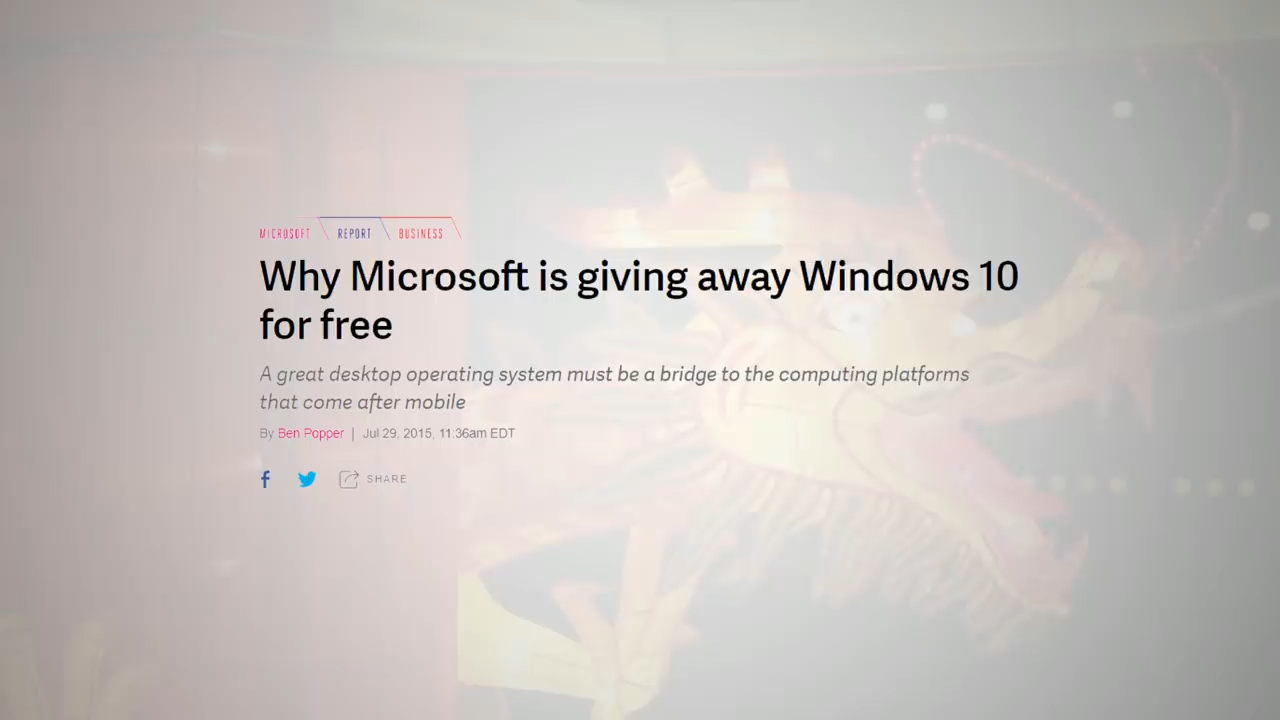 MICROSOFT REPORT BUSINESS
Why Microsoft is giving away Windows 10
for free
A great desktop operating system must be a bridge to the computing platforms
that come after mobile
By Ben Popper | Jul 29, 2015, 11:36am EDT
SHARE